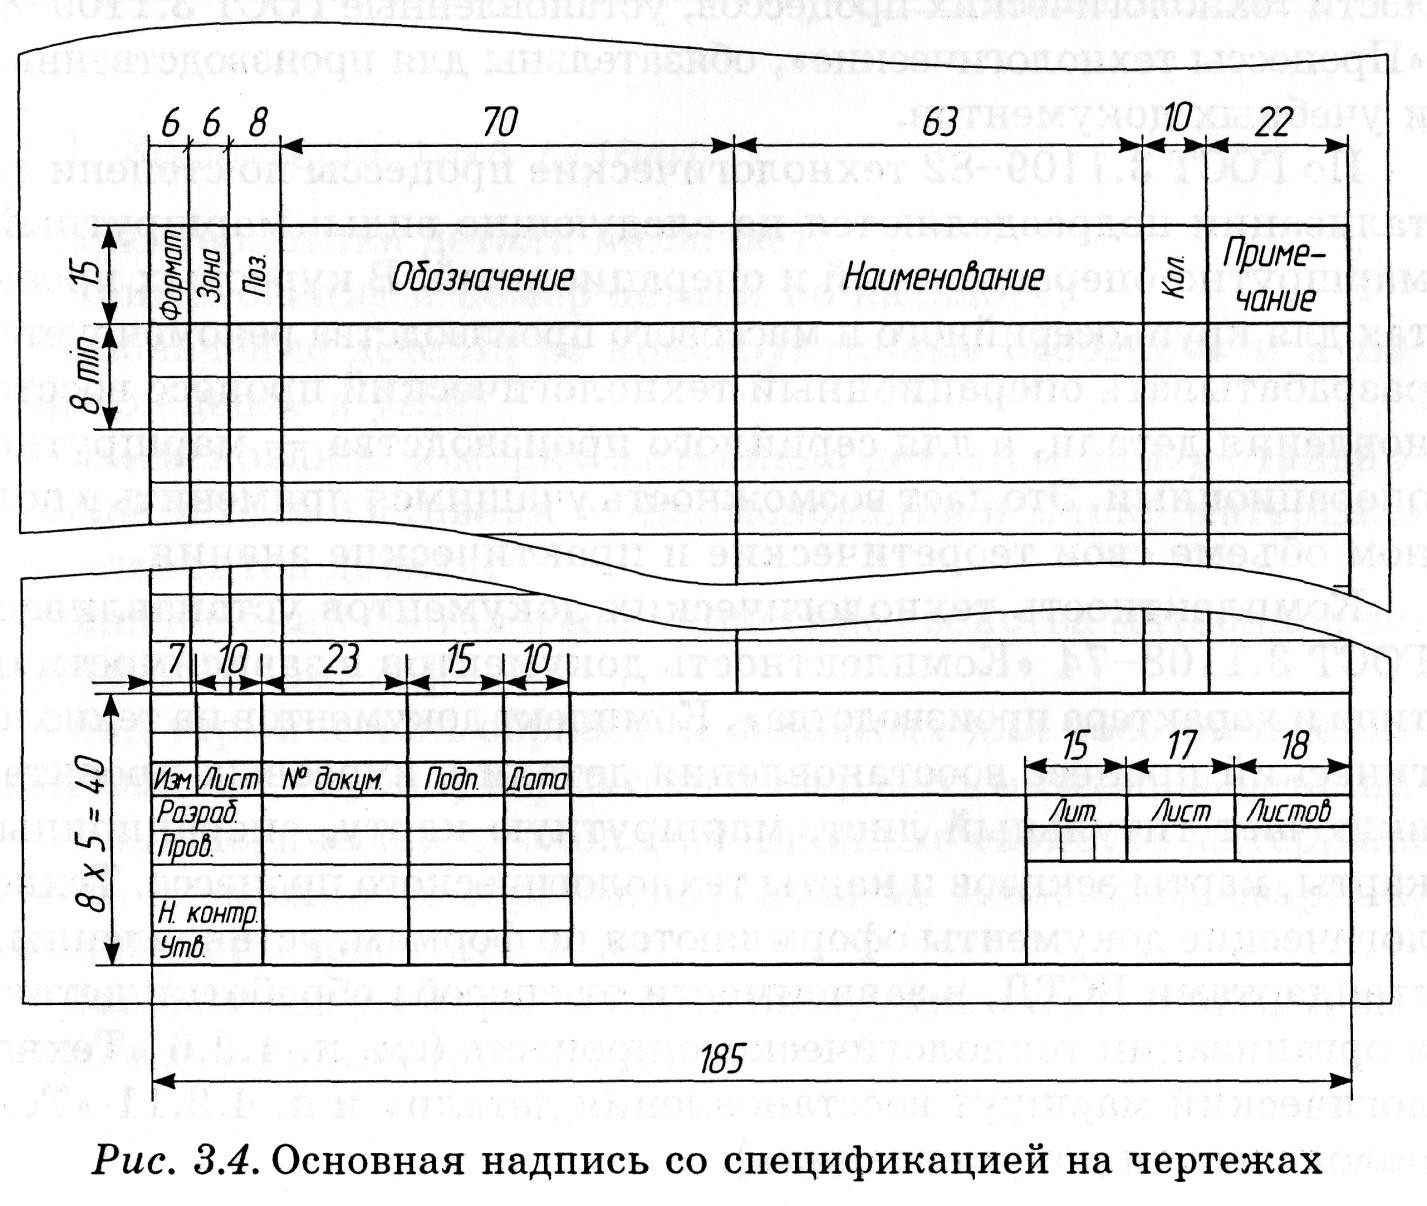 6 6 8 70 63 10 22
15 Формат Зона Поз. Обозначение Наименование Кол. Приме-
чание
8 min
7 10 23 15 10
15 17 18
8 x 5 = 40
Изм Лист № докум. Подп. Дата
Разраб. Лит. Лист Листов
Пров.
Н. контр.
Утв.
185
Рис. 3.4. Основная надпись со спецификацией на чертежах